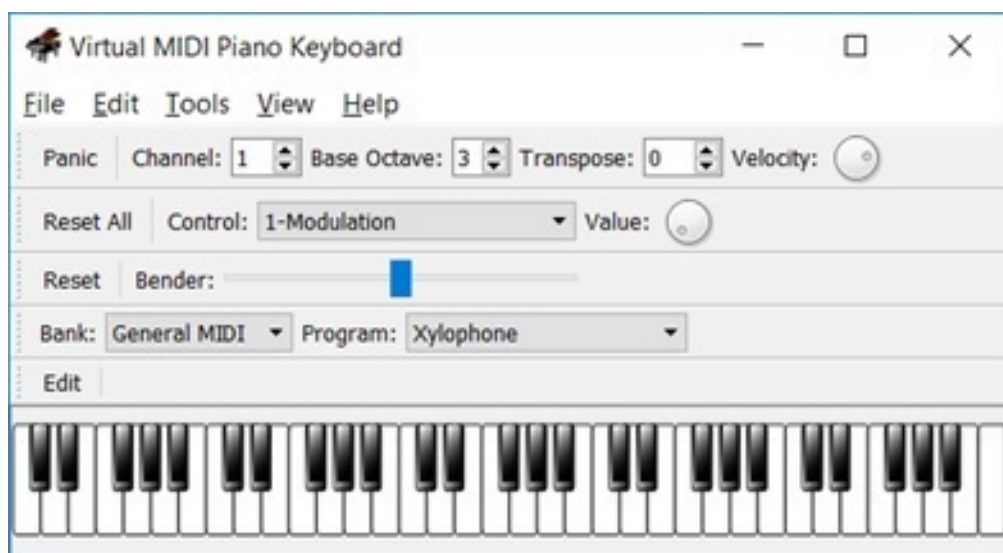 Virtual MIDI Piano Keyboard
File Edit Tools View Help
Panic Channel: 1 Base Octave: 3 Transpose: 0 Velocity:
Reset All Control: 1-Modulation Value:
Reset Bender:
Bank: General MIDI Program: Xylophone
Edit